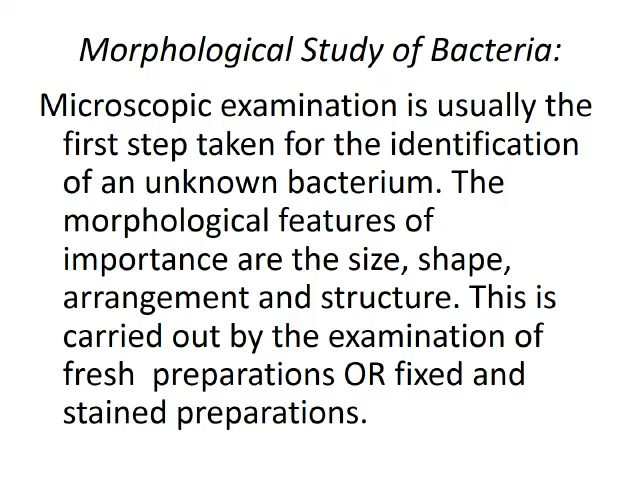 Morphological Study of Bacteria:
Microscopic examination is usually the
first step taken for the identification
of an unknown bacterium. The
morphological features of
importance are the size, shape,
arrangement and structure. This is
carried out by the examination of
fresh  preparations OR fixed and
stained preparations.